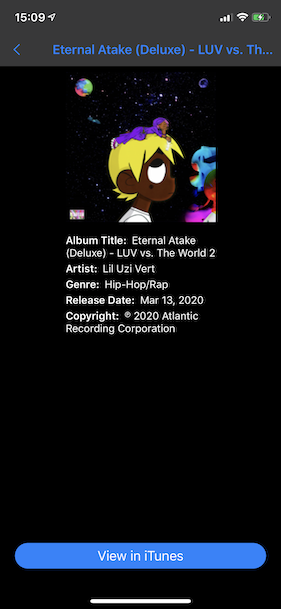 15:09
Eternal Atake (Deluxe) - LUV vs. Th...
Album Title: Eternal Atake
(Deluxe) - LUV vs. The World 2
Artist: Lil Uzi Vert
Genre: Hip-Hop/Rap
Release Date: Mar 13, 2020
Copyright: ℗ 2020 Atlantic
Recording Corporation
View in iTunes